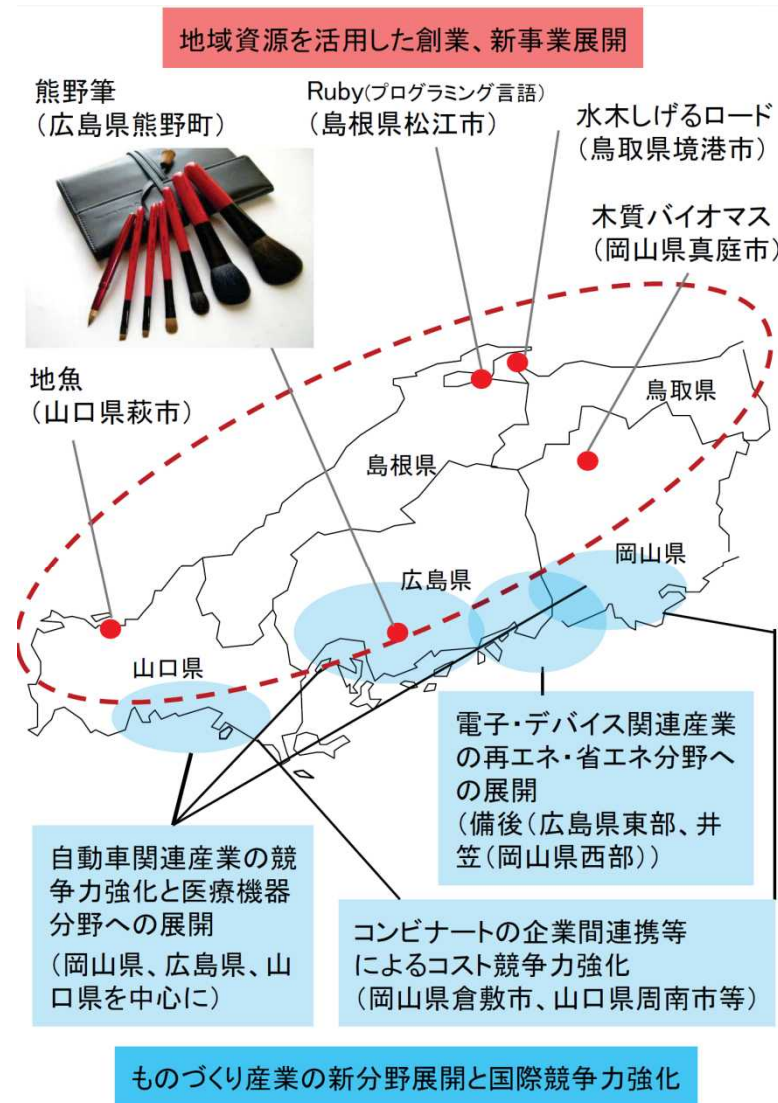 地域資源を活用した創業、新事業展開
熊野筆
（広島県熊野町）
Ruby(プログラミング言語)
（島根県松江市）
水木しげるロード
（鳥取県境港市）
木質バイオマス
（岡山県真庭市）
地魚
（山口県萩市）
鳥取県
島根県
岡山県
広島県
山口県
電子・デバイス関連産業
の再エネ・省エネ分野へ
の展開
（備後（広島県東部、井
笠（岡山県西部））
自動車関連産業の競
争力強化と医療機器
分野への展開
（岡山県、広島県、山
口県を中心に）
コンビナートの企業間連携等
によるコスト競争力強化
（岡山県倉敷市、山口県周南市等）
ものづくり産業の新分野展開と国際競争力強化